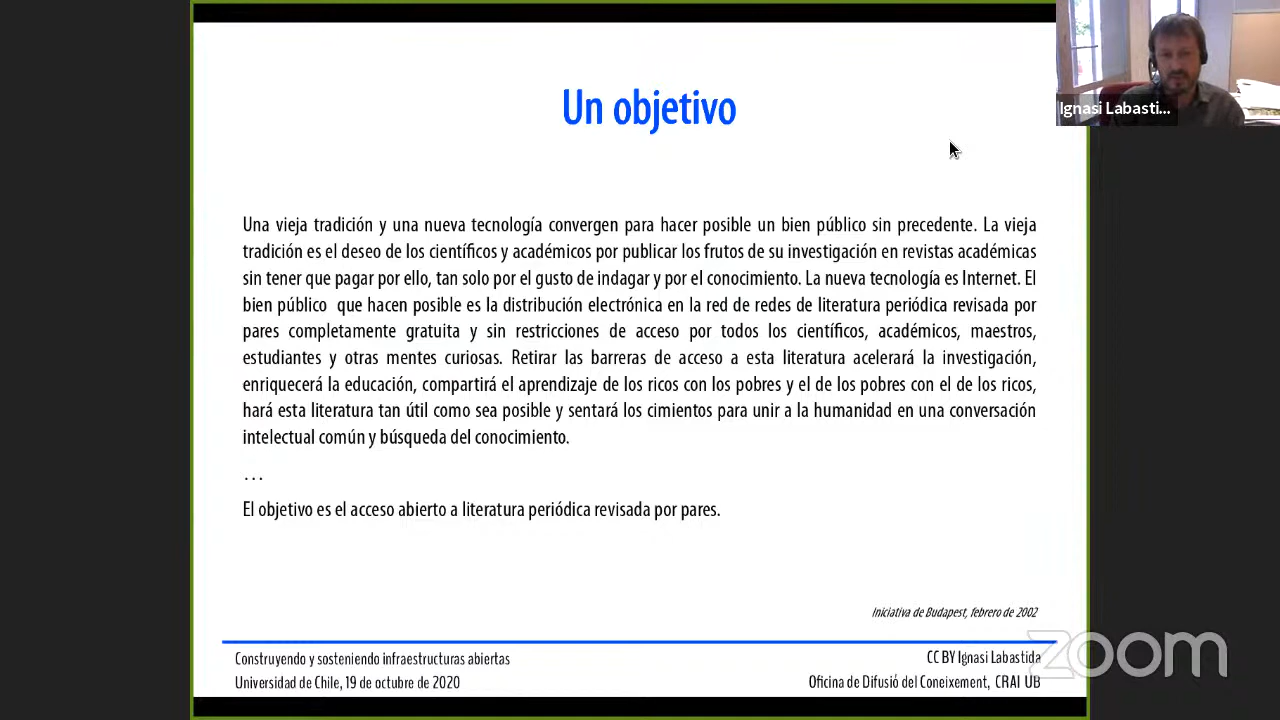 Un objetivo
Ignasi Labasti...
Una vieja tradición y una nueva tecnología convergen para hacer posible un bien público sin precedente. La vieja
tradición es el deseo de los científicos y académicos por publicar los frutos de su investigación en revistas académicas
sin tener que pagar por ello, tan solo por el gusto de indagar y por el conocimiento. La nueva tecnología es Internet. El
bien público que hacen posible es la distribución electrónica en la red de redes de literatura periódica revisada por
pares completamente gratuita y sin restricciones de acceso por todos los científicos, académicos, maestros,
estudiantes y otras mentes curiosas. Retirar las barreras de acceso a esta literatura acelerará la investigación,
enriquecerá la educación, compartirá el aprendizaje de los ricos con los pobres y el de los pobres con el de los ricos,
hará esta literatura tan útil como sea posible y sentará los cimientos para unir a la humanidad en una conversación
intelectual común y búsqueda del conocimiento.
...
El objetivo es el acceso abierto a literatura periódica revisada por pares.
Iniciativa de Budapest, febrero de 2002
Construyendo y sosteniendo infraestructuras abiertas
Universidad de Chile, 19 de octubre de 2020
CC BY Ignasi Labastida
Oficina de Difusió del Coneixement, CRAI UB
zoom